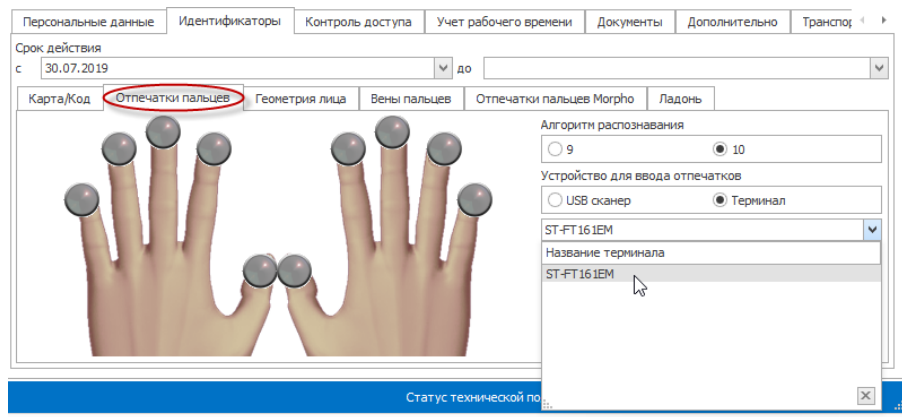 Персональные данные Идентификаторы Контроль доступа Учет рабочего времени Документы Дополнительно Транспор
Срок действия
с 30.07.2019 до
Карта/Код Отпечатки пальцев Геометрия лица Вены пальцев Отпечатки пальцев Morpho Ладонь
Алгоритм распознавания
9 10
Устройство для ввода отпечатков
USB сканер Терминал
ST-FT161EM
Название терминала
ST-FT161EM
Статус технической по